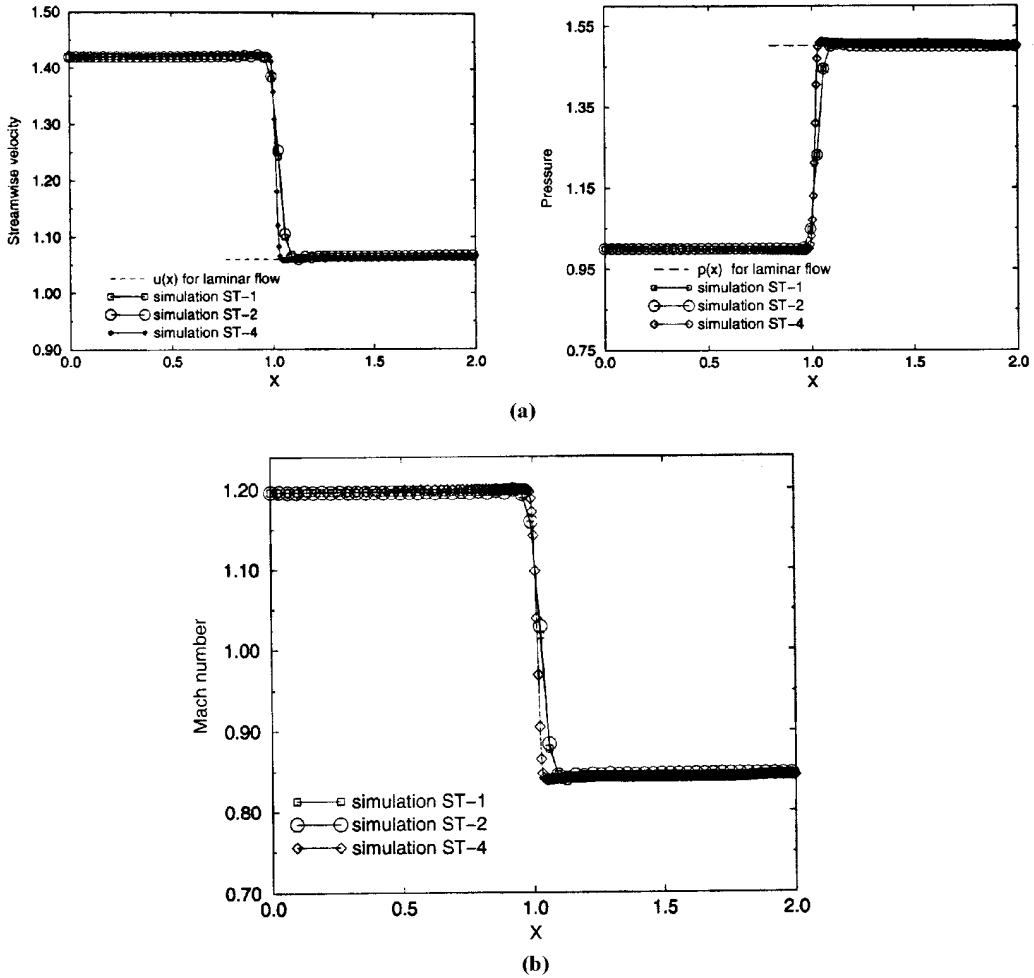 1.50
1.40
1.30
1.20
1.10
1.00
0.90
Streamwise velocity
u(x) for laminar flow
simulation ST-1
simulation ST-2
simulation ST-4
0.0 0.5 1.0 1.5 2.0
X
1.55
1.35
1.15
0.95
0.75
Pressure
p(x) for laminar flow
simulation ST-1
simulation ST-2
simulation ST-4
0.0 0.5 1.0 1.5 2.0
X
(a)
1.20
1.10
1.00
0.90
0.80
0.70
Mach number
simulation ST-1
simulation ST-2
simulation ST-4
0.0 0.5 1.0 1.5 2.0
X
(b)